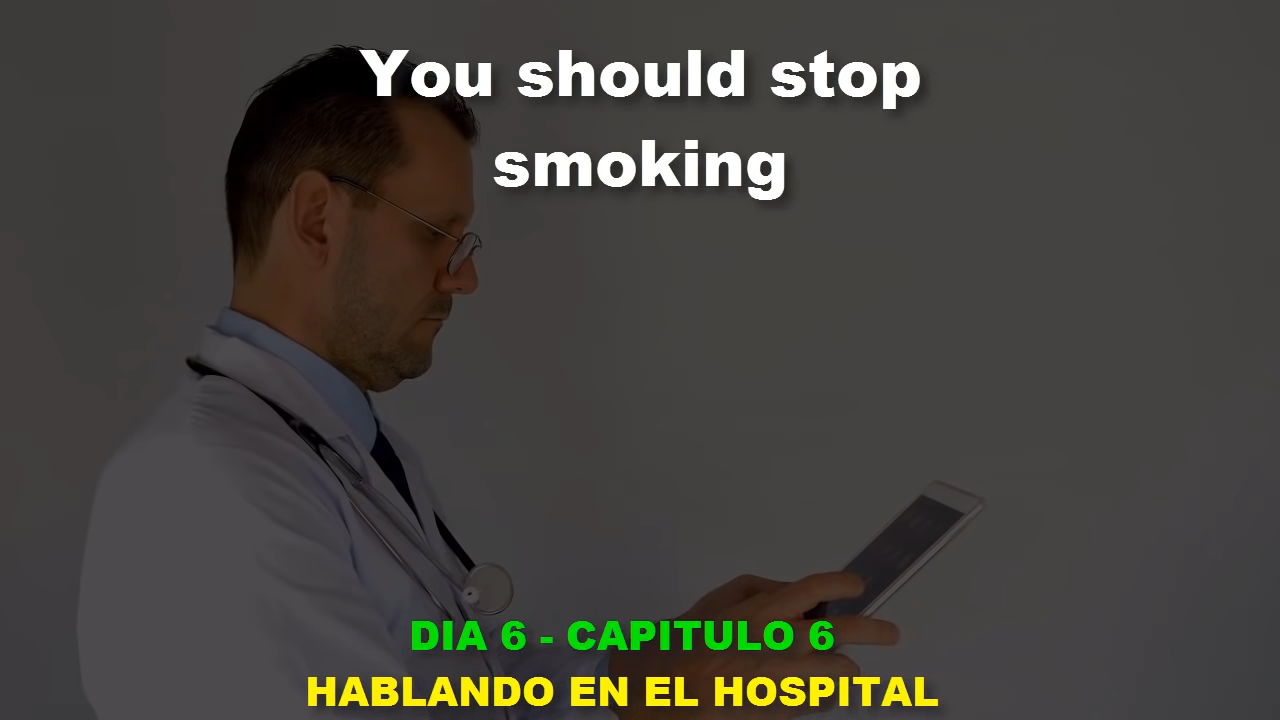 You should stop
smoking
DIA 6 - CAPITULO 6
HABLANDO EN EL HOSPITAL